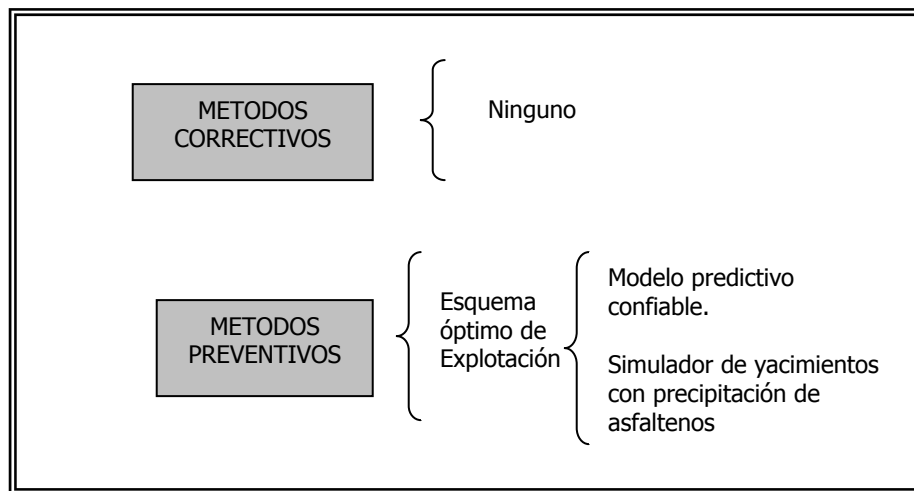 METODOS
CORRECTIVOS
Ninguno
METODOS
PREVENTIVOS
Esquema
óptimo de
Explotación
Modelo predictivo
confiable.
Simulador de yacimientos
con precipitación de
asfaltenos